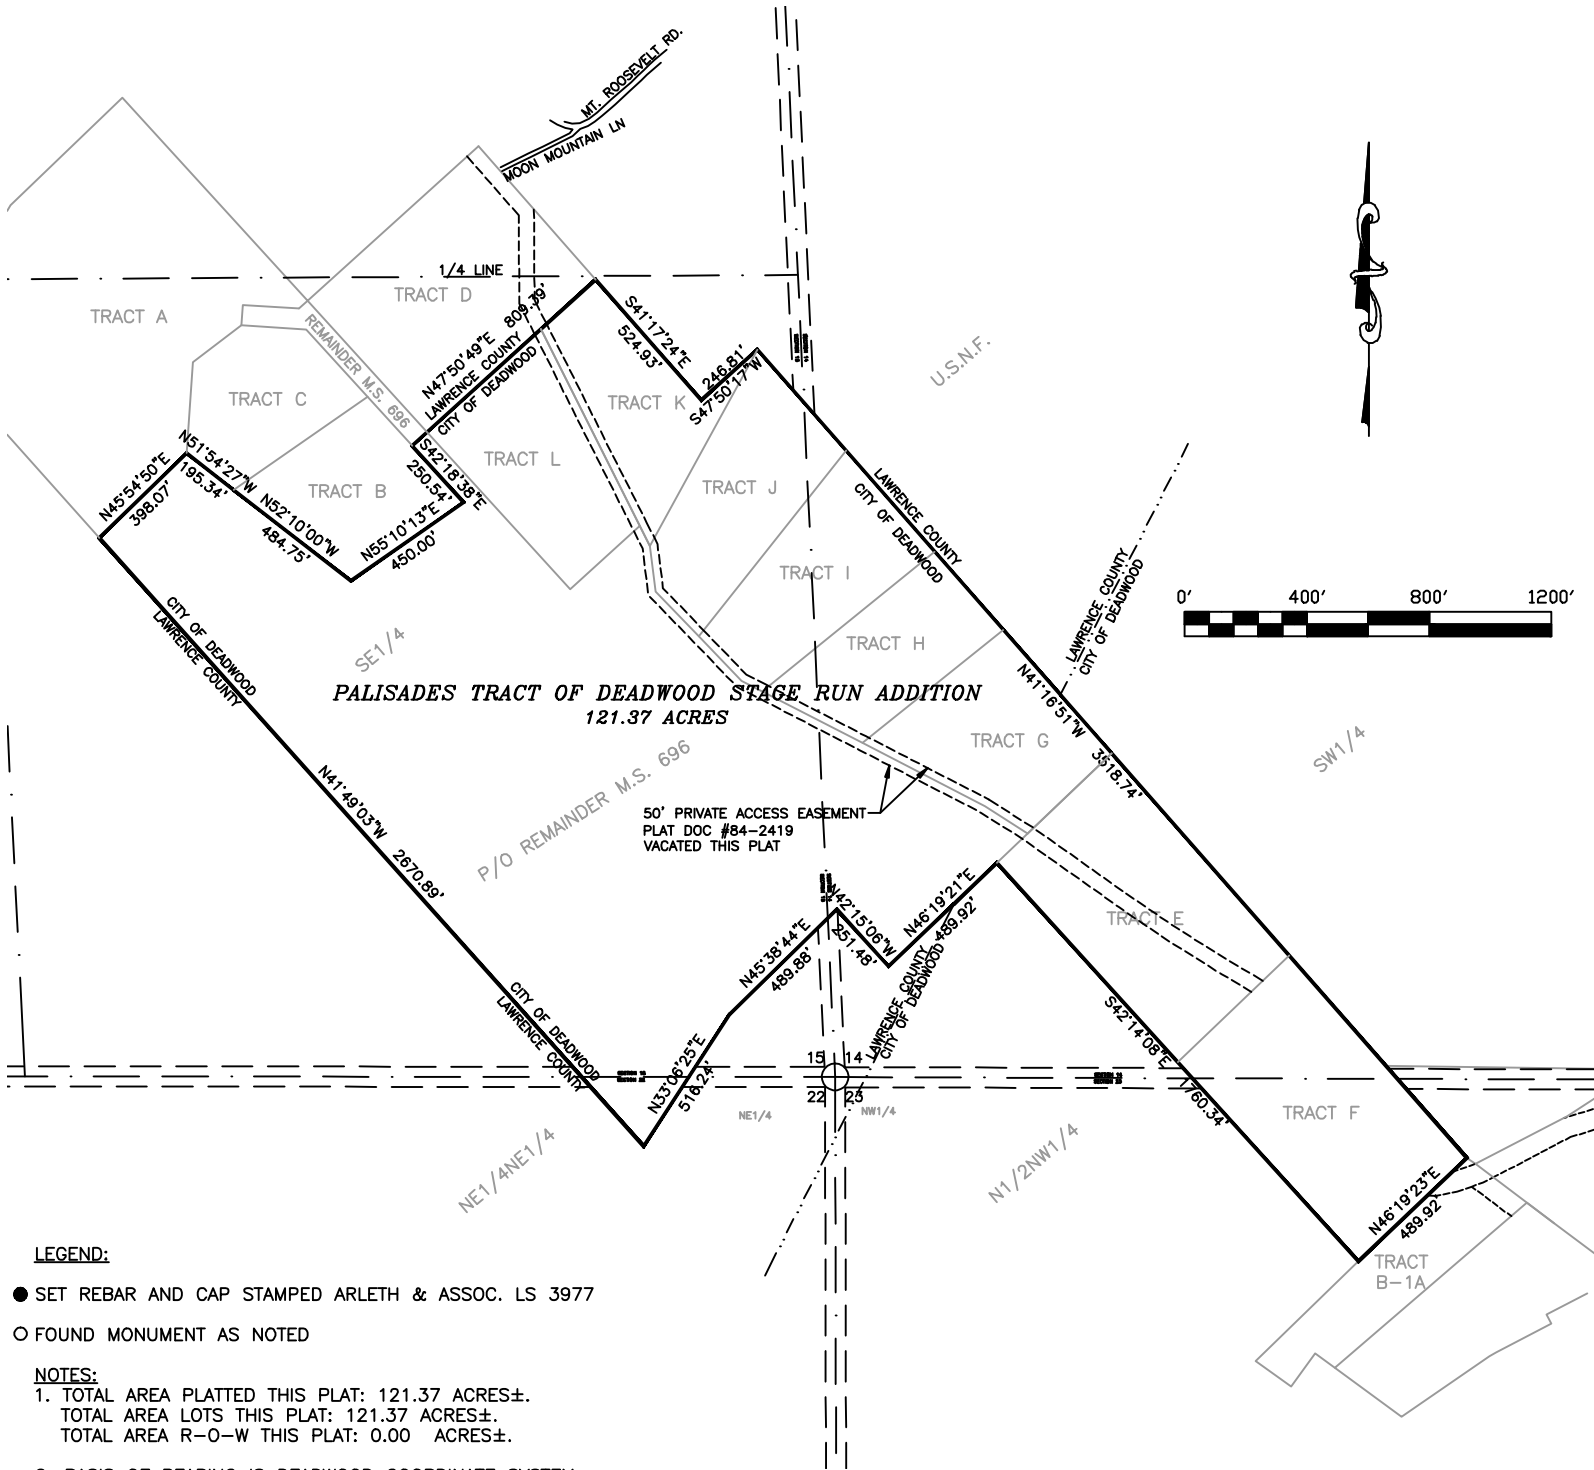 MT. ROOSEVELT RD.
MOON MOUNTAIN LN
1/4 LINE
TRACT D
TRACT A
REMAINDER M.S. 696
N47°50'49"E 809.39'
LAWRENCE COUNTY
CITY OF DEADWOOD
S41°17'24"E
524.93'
246.81'
S47°50'17"W
U.S.N.F.
TRACT C
TRACT K
TRACT L
TRACT B
TRACT J
N45°54'50"E
398.07'
N51°54'27"W
195.34'
N52°10'00"W
484.75'
N55°10'13"E
450.00'
S42°18'38"E
250.54'
LAWRENCE COUNTY
CITY OF DEADWOOD
TRACT I
TRACT H
LAWRENCE COUNTY
CITY OF DEADWOOD
0' 400' 800' 1200'
CITY OF DEADWOOD
LAWRENCE COUNTY
SE1/4
PALISADES TRACT OF DEADWOOD STAGE RUN ADDITION
121.37 ACRES
N41°16'51"W 3518.74'
TRACT G
SW1/4
P/O REMAINDER M.S. 696
N41°49'03"W 2670.89'
50' PRIVATE ACCESS EASEMENT
PLAT DOC #84-2419
VACATED THIS PLAT
TRACT E
N42°15'06"W
251.48'
N46°19'21"E
489.92'
N45°38'44"E
489.88'
LAWRENCE COUNTY
CITY OF DEADWOOD
CITY OF DEADWOOD
LAWRENCE COUNTY
N33°06'25"E
516.24'
S42°14'08"E
1760.34'
15 14
22 23
NE1/4
NW1/4
TRACT F
NE1/4NE1/4
N1/2NW1/4
N46°19'23"E
489.92'
TRACT
B-1A
LEGEND:
SET REBAR AND CAP STAMPED ARLETH & ASSOC. LS 3977
FOUND MONUMENT AS NOTED
NOTES:
1. TOTAL AREA PLATTED THIS PLAT: 121.37 ACRES±.
TOTAL AREA LOTS THIS PLAT: 121.37 ACRES±.
TOTAL AREA R-O-W THIS PLAT: 0.00 ACRES±.